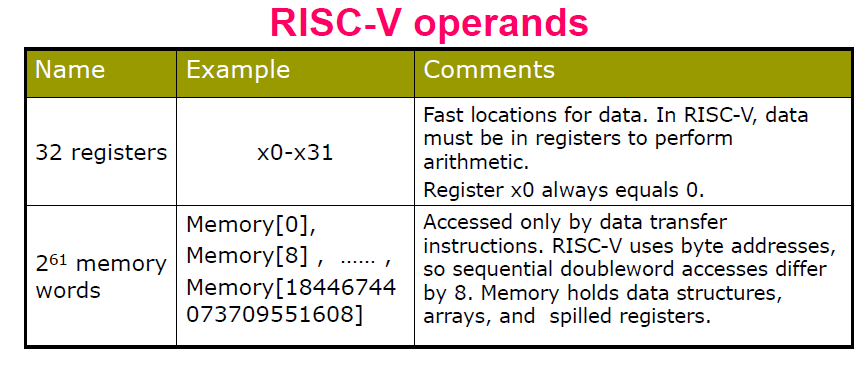 RISC-V operands
Name
Example
Comments
32 registers
x0-x31
Fast locations for data. In RISC-V, data
must be in registers to perform
arithmetic.
Register x0 always equals 0.
2⁶¹ memory
words
Memory[0],
Memory[8] , …… ,
Memory[18446744
073709551608]
Accessed only by data transfer
instructions. RISC-V uses byte addresses,
so sequential doubleword accesses differ
by 8. Memory holds data structures,
arrays, and spilled registers.